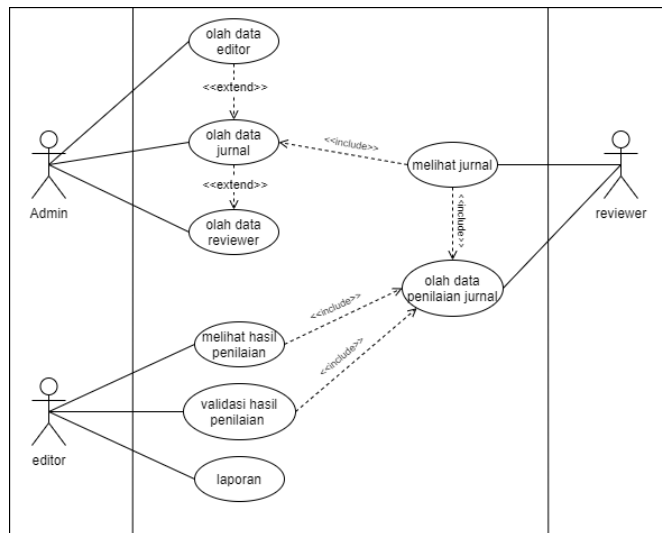 olah data
editor
<<extend>>
olah data
jurnal
<<include>>
melihat jurnal
Admin
reviewer
<<extend>>
<<include>>
olah data
reviewer
olah data
penilaian jurnal
<<include>>
melihat hasil
penilaian
<<include>>
validasi hasil
penilaian
editor
laporan